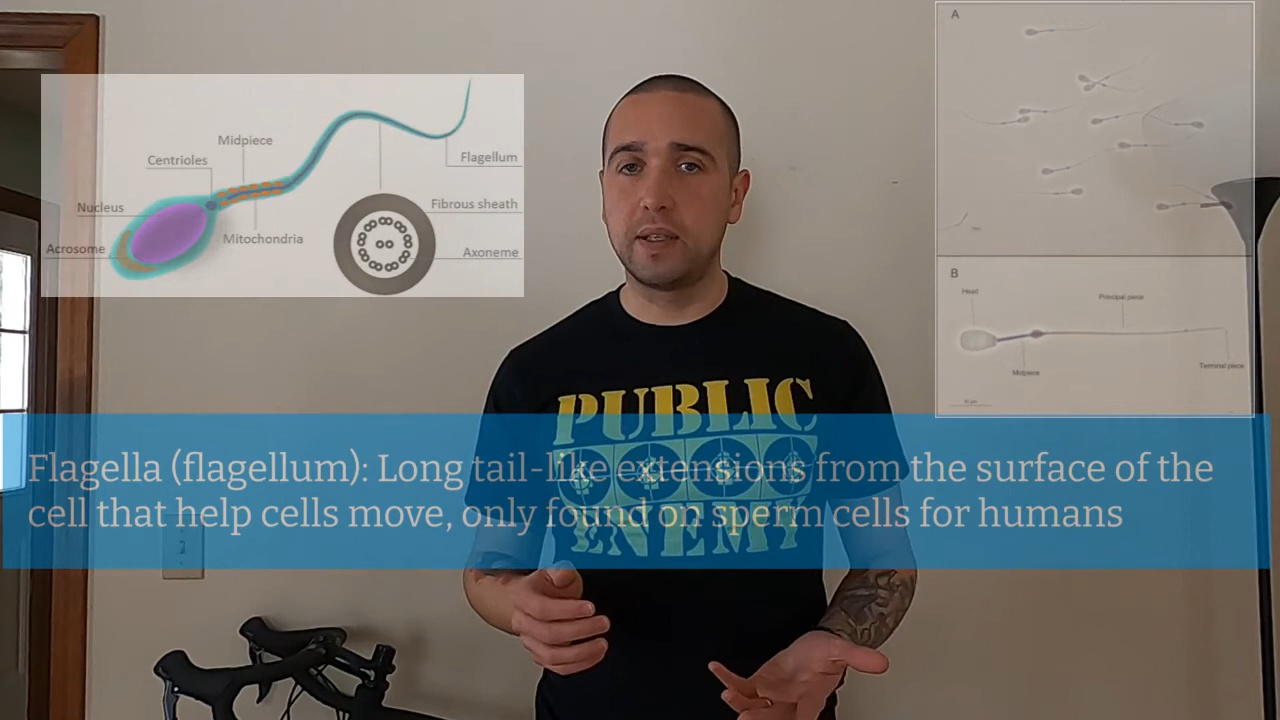 A
Midpiece
Centrioles
Flagellum
Nucleus
Fibrous sheath
Mitochondria
Acrosome
Axoneme
B
Head
Principal piece
Terminal piece
Midpiece
PUBLIC
ENEMY
Flagella (flagellum): Long tail-like extensions from the surface of the
cell that help cells move, only found on sperm cells for humans